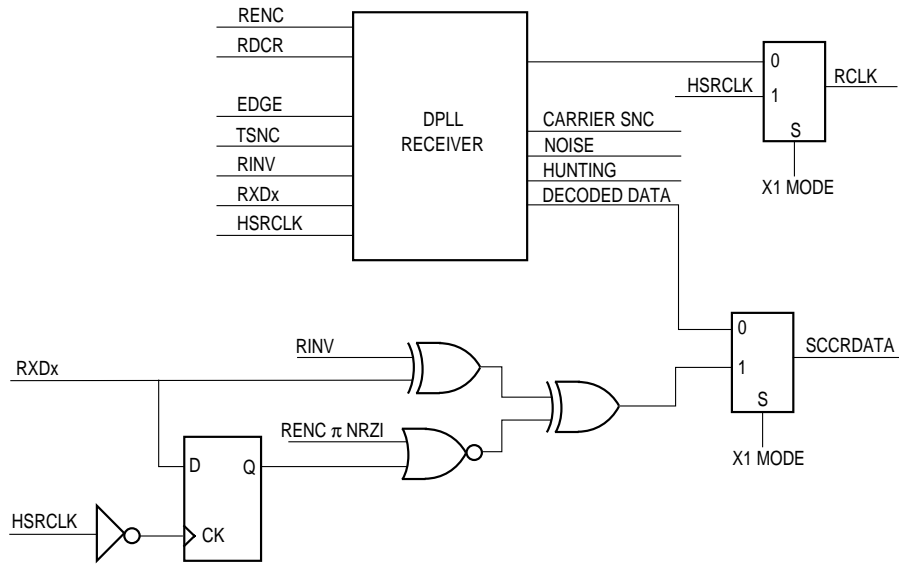 RENC
RDCR
EDGE
TSNC
RINV
RXDx
HSRCLK
DPLL
RECEIVER
CARRIER SNC
NOISE
HUNTING
DECODED DATA
HSRCLK
0
1
S
RCLK
X1 MODE
0
1
S
SCCRDATA
X1 MODE
RXDx
RINV
RENC π NRZI
D
Q
CK
HSRCLK